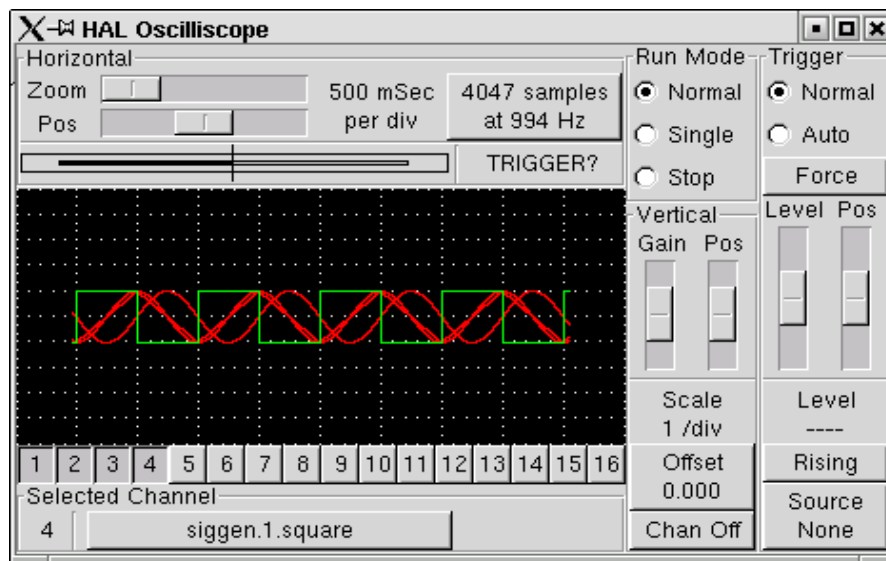 HAL Oscilliscope
Horizontal
Zoom
Pos
500 mSec
per div
4047 samples
at 994 Hz
TRIGGER?
Run Mode
Normal
Single
Stop
Trigger
Normal
Auto
Force
Vertical
Gain Pos
Level Pos
Scale
1 /div
Level
----
1 2 3 4 5 6 7 8 9 10 11 12 13 14 15 16
Offset
0.000
Rising
Selected Channel
4 siggen.1.square
Chan Off
Source
None